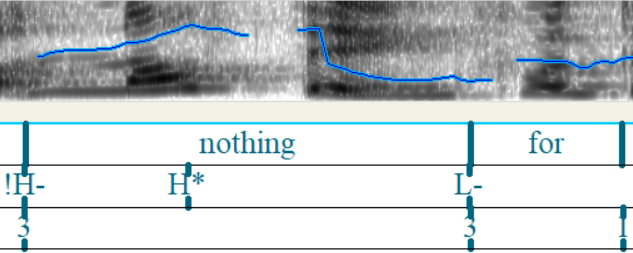 nothing for
!H- H* L-
3 3 1